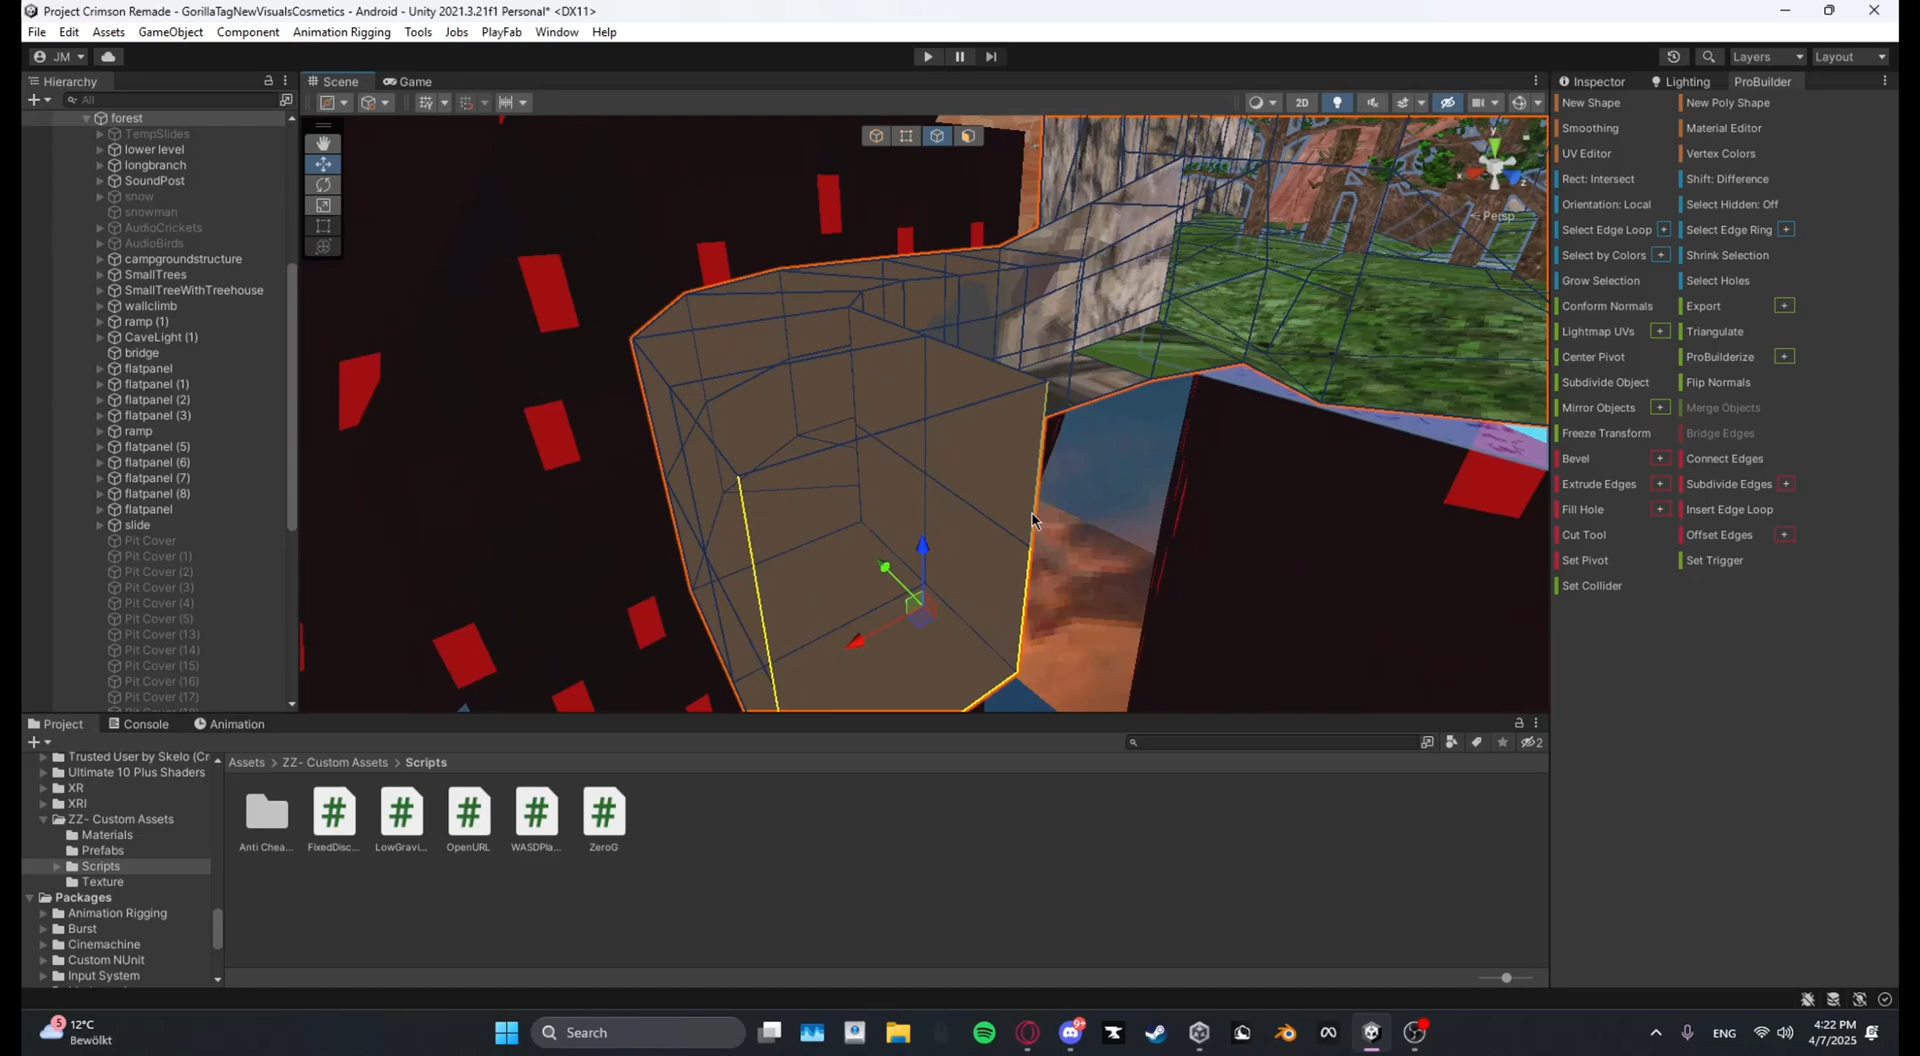 Project Crimson Remade - GorillaTagNewVisualsCosmetics - Android - Unity 2021.3.21f1 Personal* <DX11>
File Edit Assets GameObject Component Animation Rigging Tools Jobs PlayFab Window Help
JM Layers Layout
Hierarchy Scene Game Inspector Lighting ProBuilder
All 2D
forest
TempSlides
lower level
longbranch
SoundPost
snow
snowman
AudioCrickets
AudioBirds
campgroundstructure
SmallTrees
SmallTreeWithTreehouse
wallclimb
ramp (1)
CaveLight (1)
bridge
flatpanel
flatpanel (1)
flatpanel (2)
flatpanel (3)
ramp
flatpanel (5)
flatpanel (6)
flatpanel (7)
flatpanel (8)
flatpanel
slide
Pit Cover
Pit Cover (1)
Pit Cover (2)
Pit Cover (3)
Pit Cover (4)
Pit Cover (5)
Pit Cover (13)
Pit Cover (14)
Pit Cover (15)
Pit Cover (16)
Pit Cover (17)
y
x z
< Persp
New Shape New Poly Shape
Smoothing Material Editor
UV Editor Vertex Colors
Rect: Intersect Shift: Difference
Orientation: Local Select Hidden: Off
Select Edge Loop + Select Edge Ring +
Select by Colors + Shrink Selection
Grow Selection Select Holes
Conform Normals Export +
Lightmap UVs + Triangulate
Center Pivot ProBuilderize +
Subdivide Object Flip Normals
Mirror Objects + Merge Objects
Freeze Transform Bridge Edges
Bevel + Connect Edges
Extrude Edges + Subdivide Edges +
Fill Hole + Insert Edge Loop
Cut Tool Offset Edges +
Set Pivot Set Trigger
Set Collider
Project Console Animation
2
Trusted User by Skelo (Cr
Ultimate 10 Plus Shaders
XR
XRI
ZZ- Custom Assets
Materials
Prefabs
Scripts
Texture
Packages
Animation Rigging
Burst
Cinemachine
Custom NUnit
Input System
Assets > ZZ- Custom Assets > Scripts
Anti Chea... FixedDisc... LowGravi... OpenURL WASDPla... ZeroG
5 12°C
Bewölkt
Search
9+
ENG
4:22 PM
4/7/2025